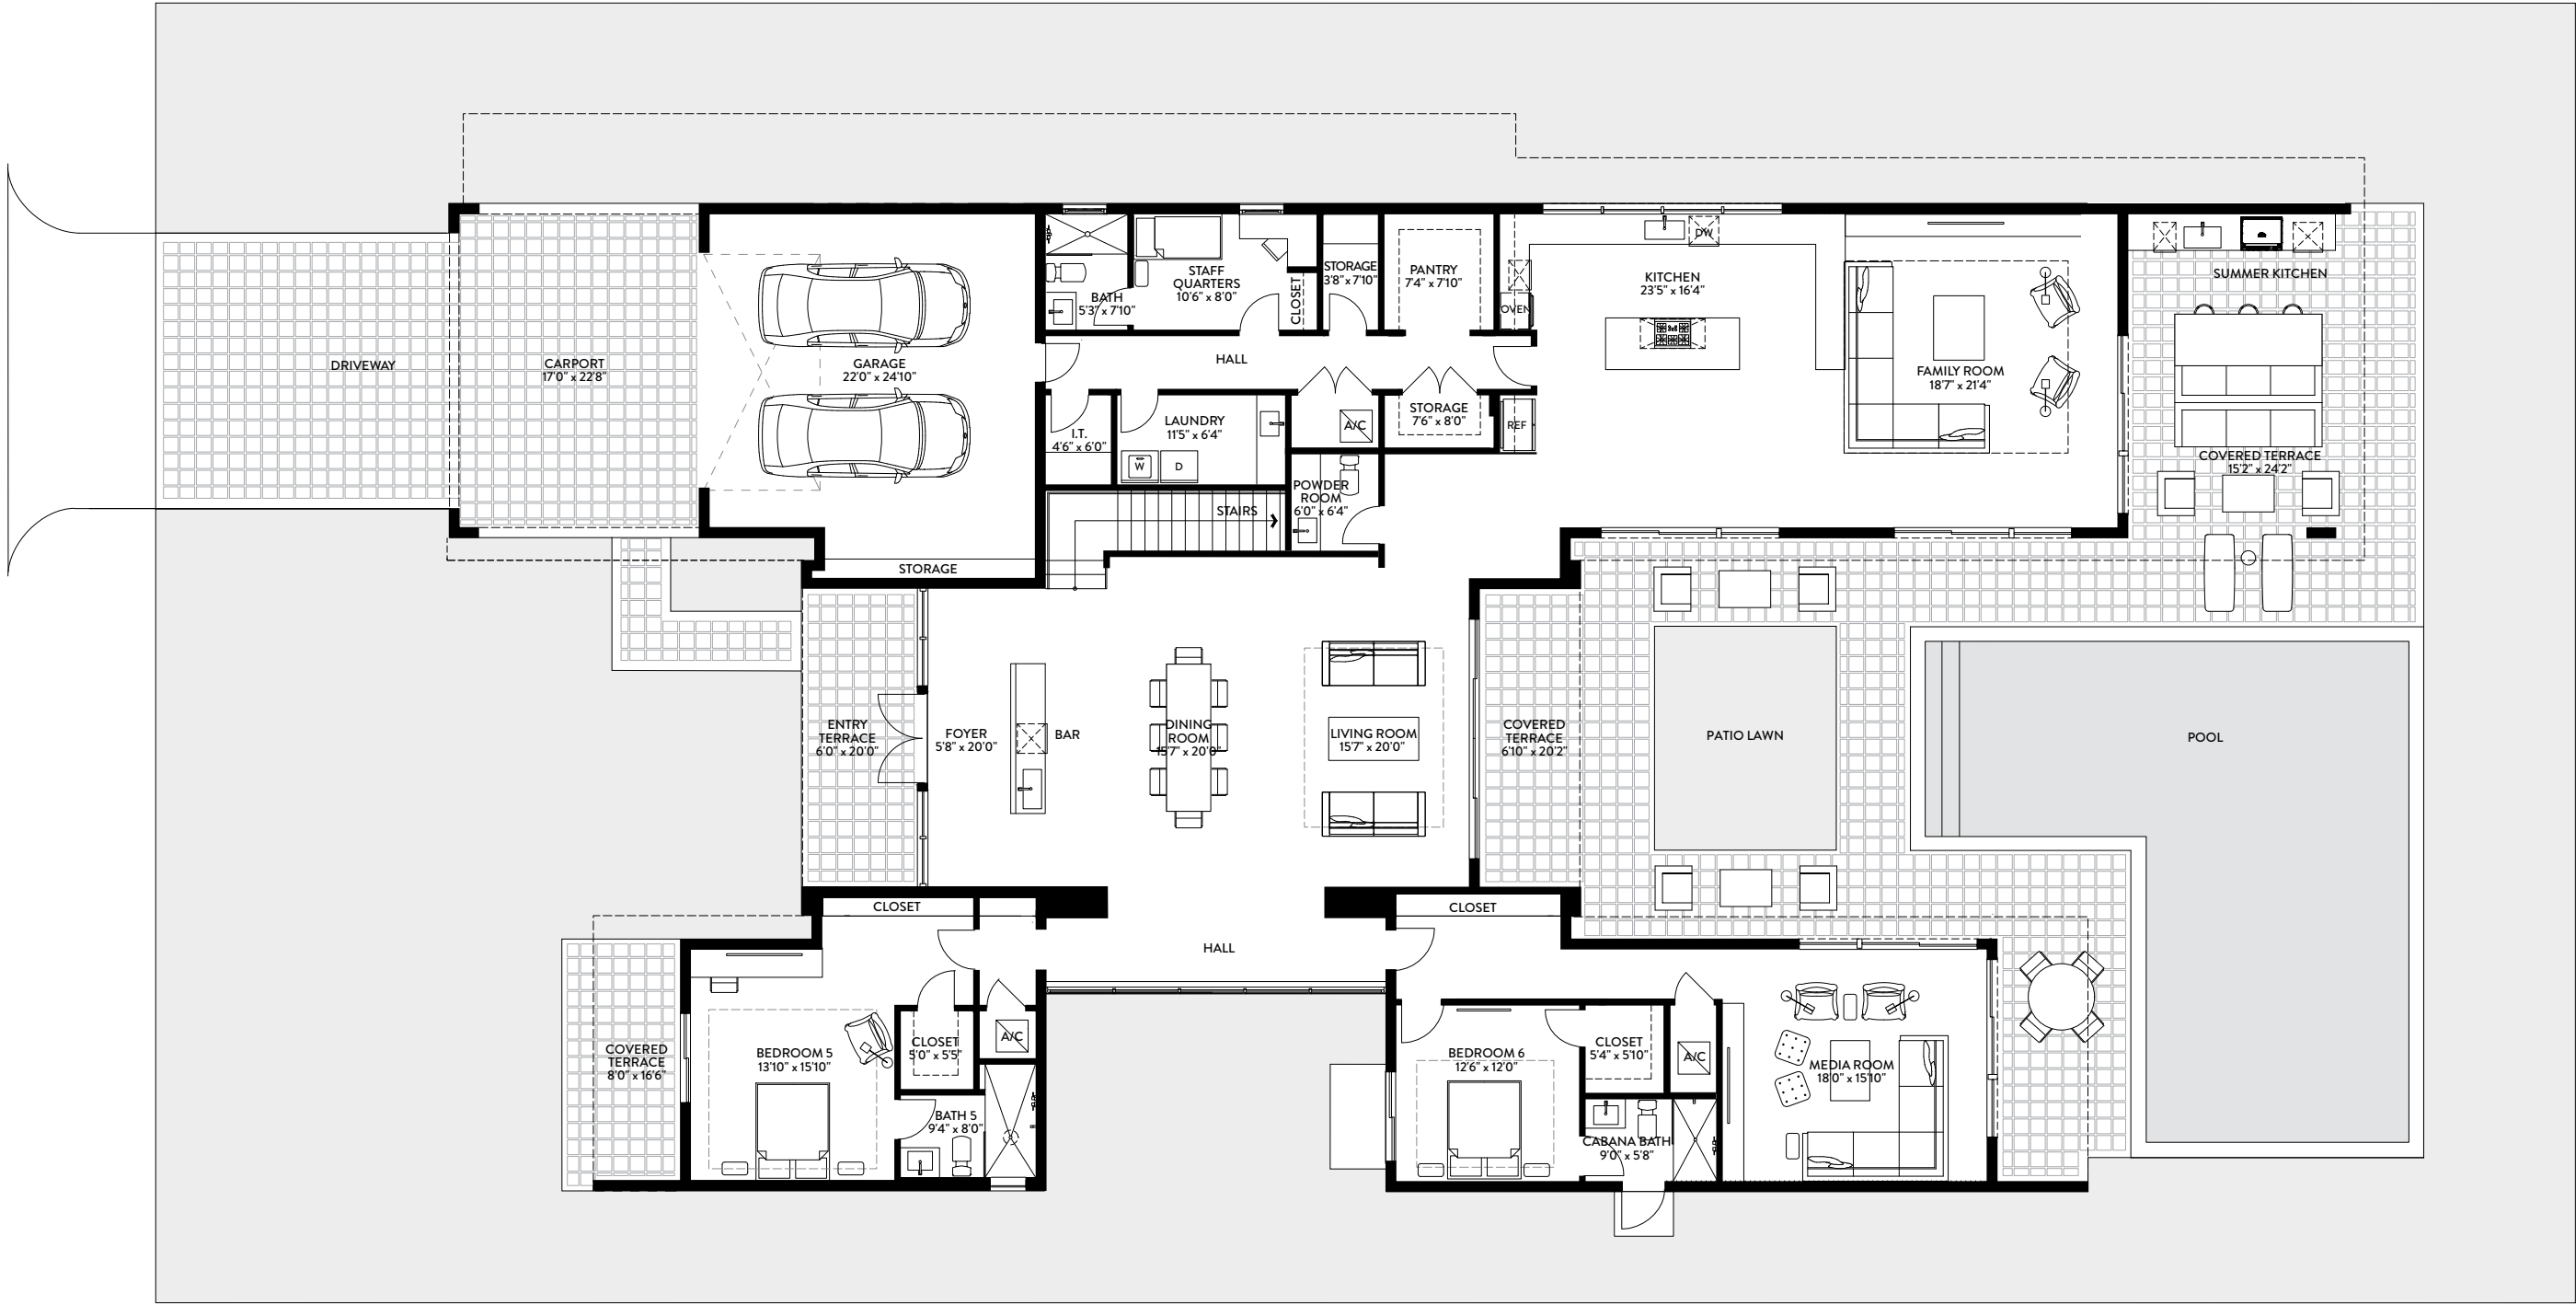 STAFF
QUARTERS
10'6" x 8'0"
CLOSET
BATH
5'3" x 7'10"
STORAGE
3'8" x 7'10"
PANTRY
7'4" x 7'10"
DW
KITCHEN
23'5" x 16'4"
OVEN
SUMMER KITCHEN
DRIVEWAY
CARPORT
17'0" x 22'8"
GARAGE
22'0" x 24'10"
HALL
FAMILY ROOM
18'7" x 21'4"
I.T.
4'6" x 6'0"
LAUNDRY
11'5" x 6'4"
W
D
A/C
STORAGE
7'6" x 8'0"
REF
COVERED TERRACE
15'2" x 24'2"
STAIRS
POWDER
ROOM
6'0" x 6'4"
STORAGE
ENTRY
TERRACE
6'0" x 20'0"
FOYER
5'8" x 20'0"
BAR
DINING
ROOM
15'7" x 20'0"
LIVING ROOM
15'7" x 20'0"
COVERED
TERRACE
6'10" x 20'2"
PATIO LAWN
POOL
CLOSET
CLOSET
HALL
COVERED
TERRACE
8'0" x 16'6"
BEDROOM 5
13'10" x 15'10"
CLOSET
5'0" x 5'5"
A/C
BATH 5
9'4" x 8'0"
BEDROOM 6
12'6" x 12'0"
CLOSET
5'4" x 5'10"
A/C
CABANA BATH
9'0" x 5'8"
MEDIA ROOM
18'0" x 15'10"